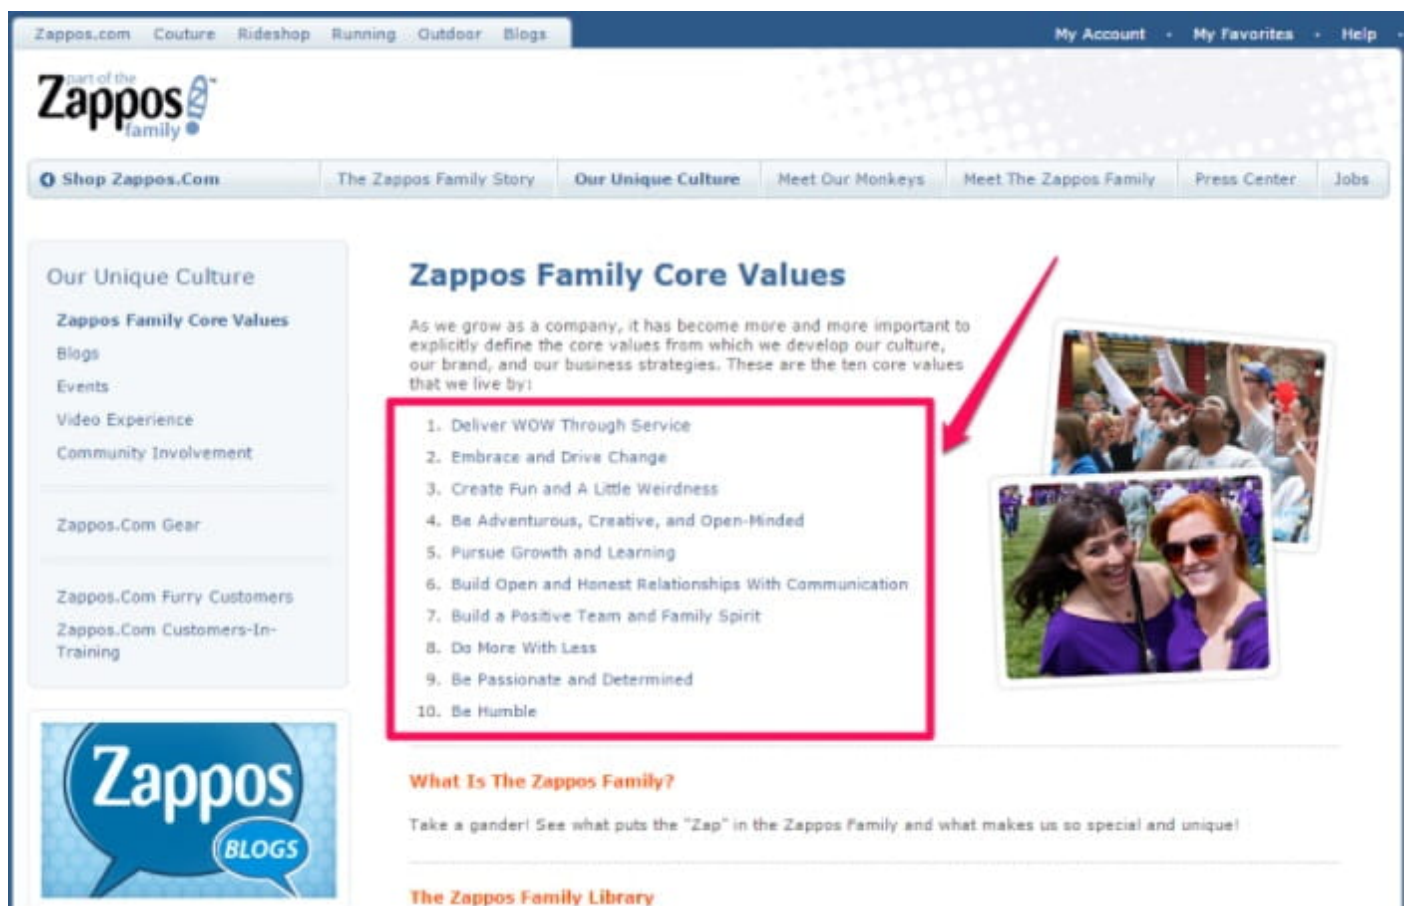 Zappos.com Couture Rideshop Running Outdoor Blogs
My Account • My Favorites • Help
part of the
Zappos!™
family
Shop Zappos.Com
The Zappos Family Story
Our Unique Culture
Meet Our Monkeys
Meet The Zappos Family
Press Center
Jobs
Our Unique Culture
Zappos Family Core Values
Blogs
Events
Video Experience
Community Involvement
Zappos.Com Gear
Zappos.Com Furry Customers
Zappos.Com Customers-In-
Training
Zappos
BLOGS
Zappos Family Core Values
As we grow as a company, it has become more and more important to
explicitly define the core values from which we develop our culture,
our brand, and our business strategies. These are the ten core values
that we live by:
1. Deliver WOW Through Service
2. Embrace and Drive Change
3. Create Fun and A Little Weirdness
4. Be Adventurous, Creative, and Open-Minded
5. Pursue Growth and Learning
6. Build Open and Honest Relationships With Communication
7. Build a Positive Team and Family Spirit
8. Do More With Less
9. Be Passionate and Determined
10. Be Humble
What Is The Zappos Family?
Take a gander! See what puts the "Zap" in the Zappos Family and what makes us so special and unique!
The Zappos Family Library